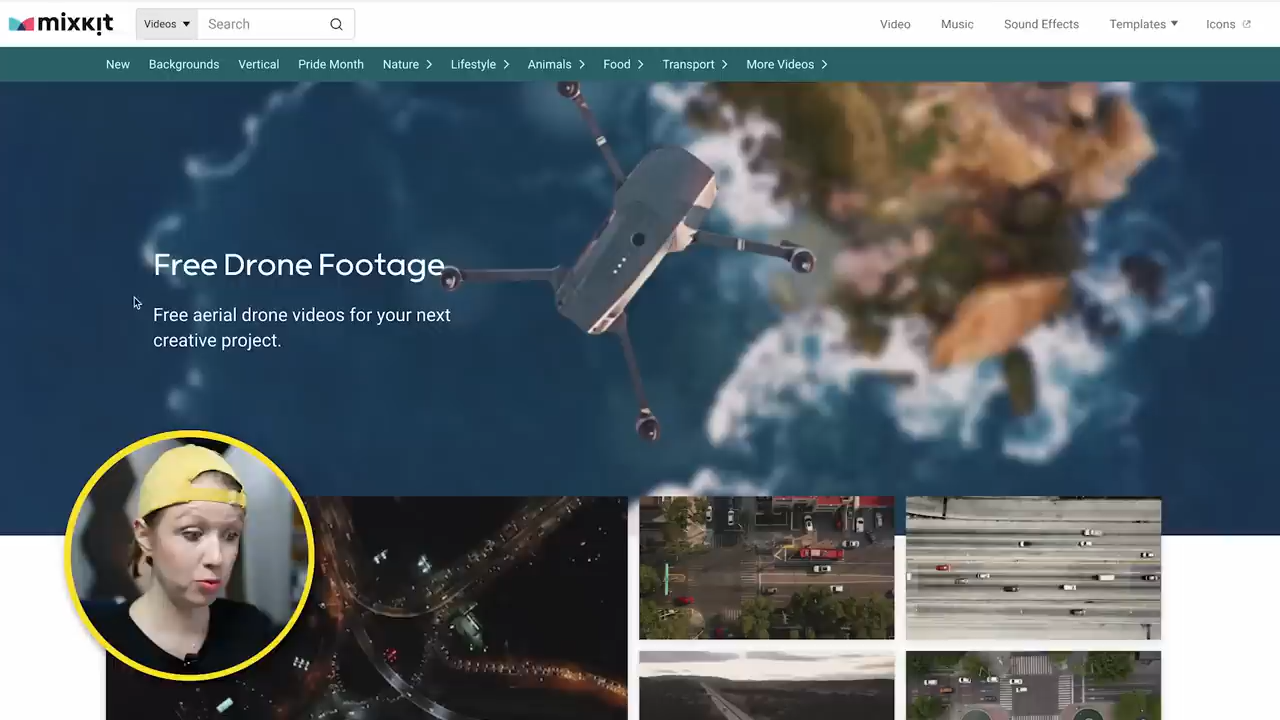 mixkit
Videos
Search
Video
Music
Sound Effects
Templates
Icons
New
Backgrounds
Vertical
Pride Month
Nature
Lifestyle
Animals
Food
Transport
More Videos
Free Drone Footage
Free aerial drone videos for your next
creative project.